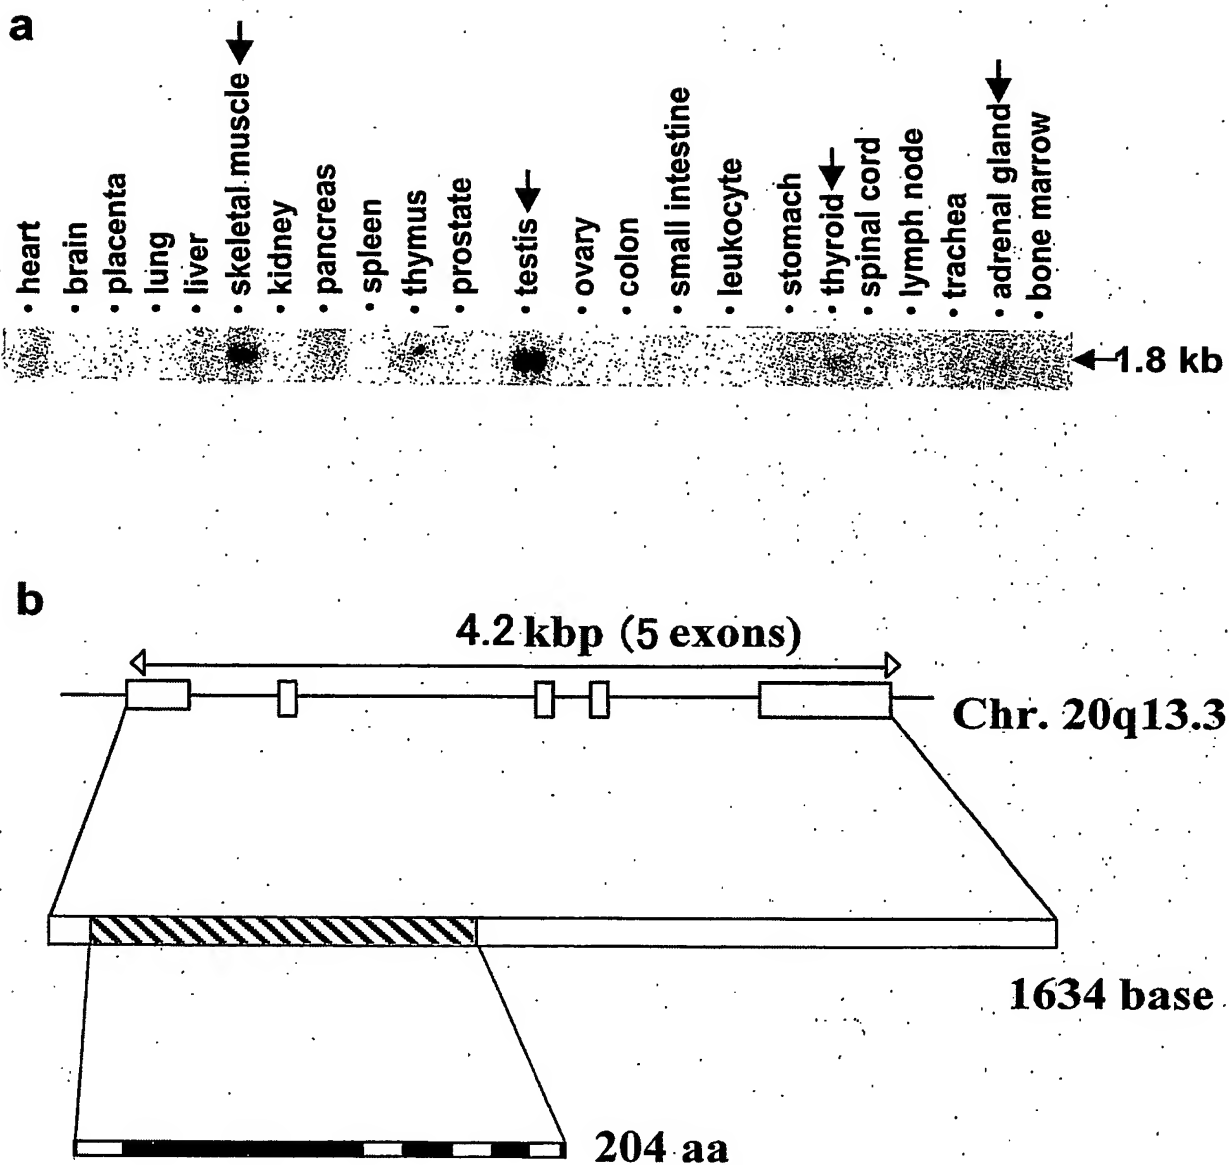 a
• heart
• brain
• placenta
• lung
• liver
• skeletal muscle
• kidney
• pancreas
• spleen
• thymus
• prostate
• testis
• ovary
• colon
• small intestine
• leukocyte
• stomach
• thyroid
• spinal cord
• lymph node
• trachea
• adrenal gland
• bone marrow
1.8 kb
b
4.2 kbp (5 exons)
Chr. 20q13.3
1634 base
204 aa